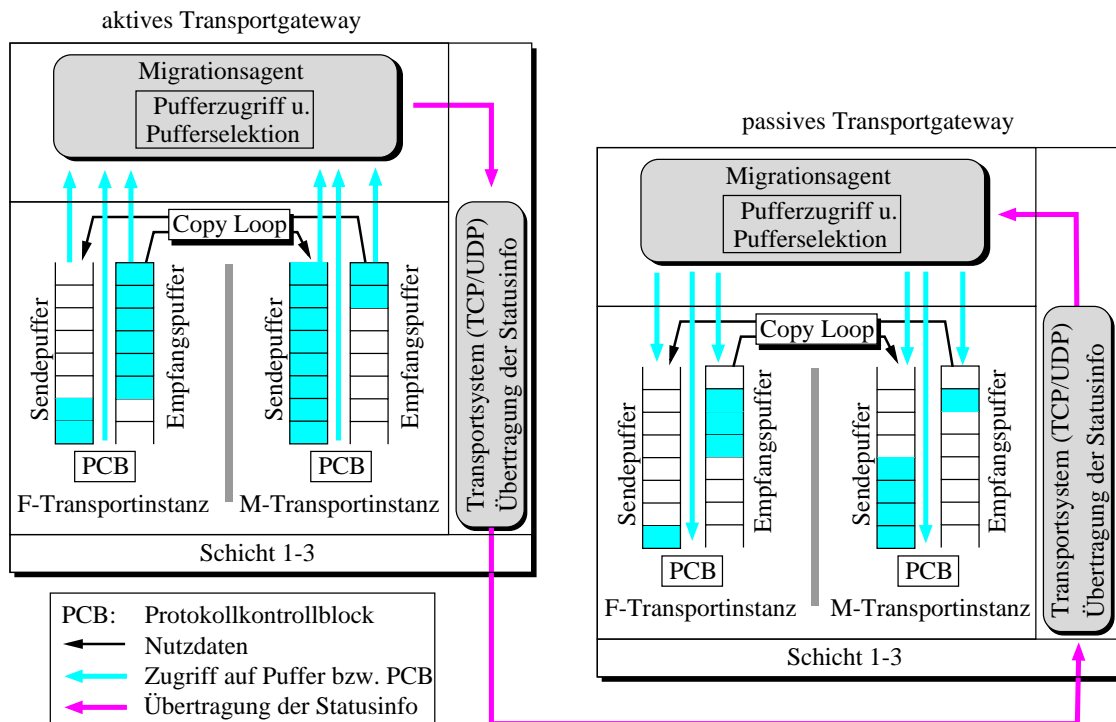 aktives Transportgateway
Migrationsagent
Pufferzugriff u.
Pufferselektion
Copy Loop
Sendepuffer
Empfangspuffer
Sendepuffer
Empfangspuffer
PCB
PCB
F-Transportinstanz
M-Transportinstanz
Transportsystem (TCP/UDP)
Übertragung der Statusinfo
Schicht 1-3
passives Transportgateway
Migrationsagent
Pufferzugriff u.
Pufferselektion
Copy Loop
Sendepuffer
Empfangspuffer
Sendepuffer
Empfangspuffer
PCB
PCB
F-Transportinstanz
M-Transportinstanz
Transportsystem (TCP/UDP)
Übertragung der Statusinfo
Schicht 1-3
PCB: Protokollkontrollblock
Nutzdaten
Zugriff auf Puffer bzw. PCB
Übertragung der Statusinfo